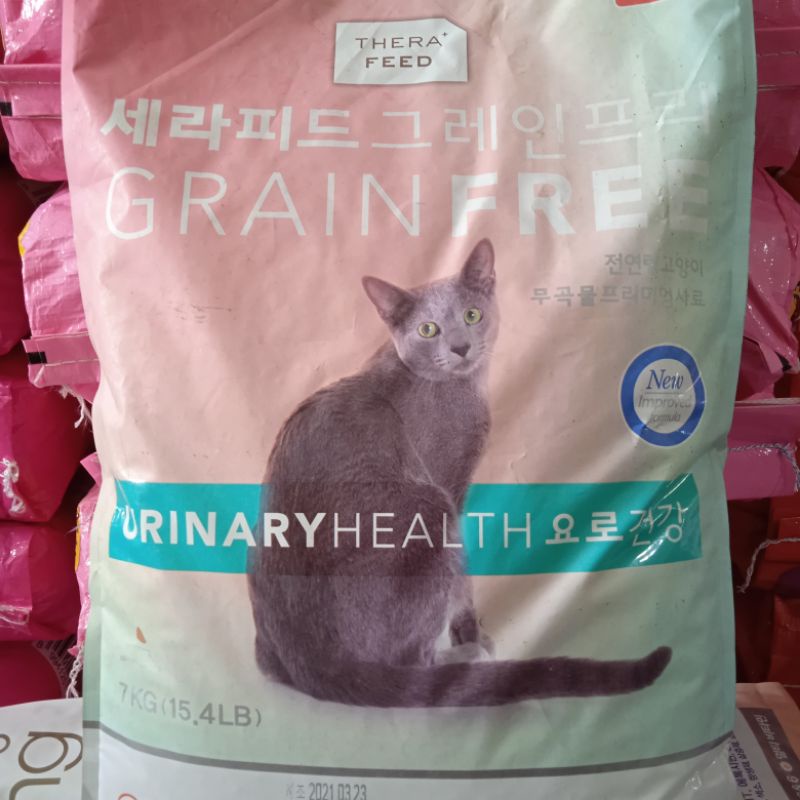 THERA+
FEED
세라피드그레인프리
GRAINFREE
전연령고양이
무곡물프리미엄사료
New
Improved
formula
URINARYHEALTH 요로건강
7KG(15.4LB)
2021 03.23